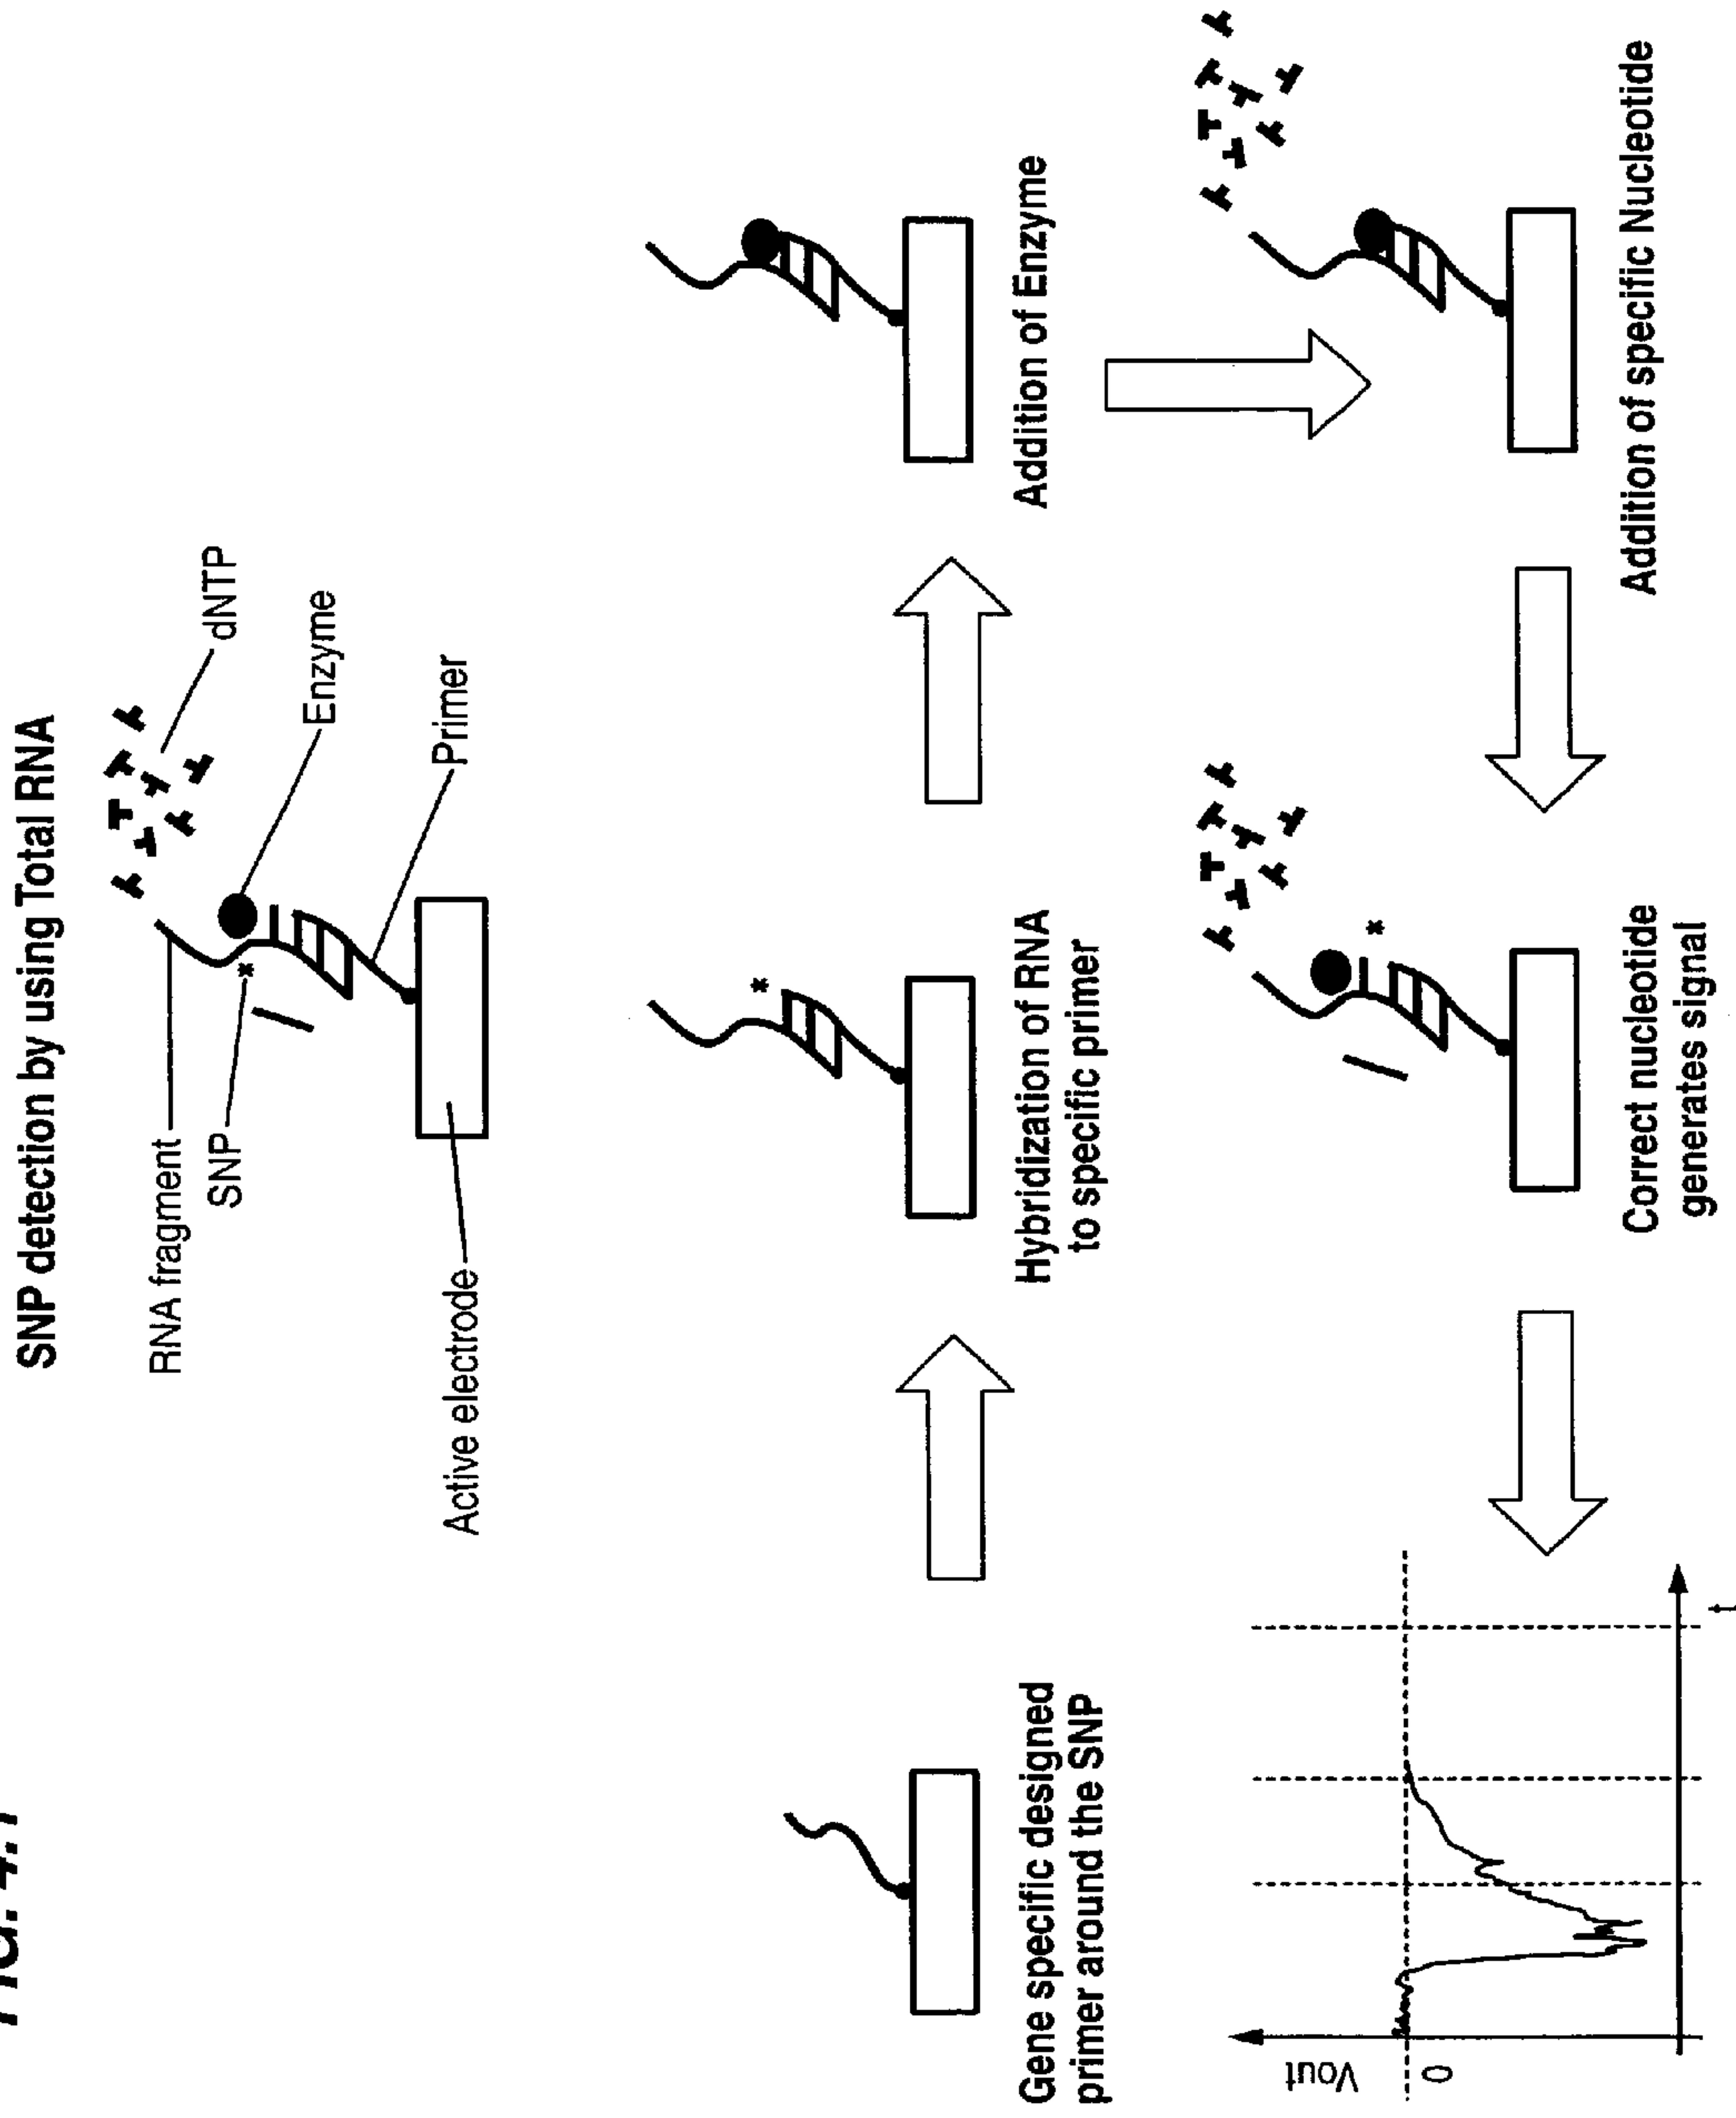 SNP detection by using Total RNA
RNA fragment
SNP
Active electrode
dNTP
Enzyme
Primer
Gene specific designed
primer around the SNP
Hybridization of RNA
to specific primer
Addition of Enzyme
Addition of specific Nucleotide
Correct nucleotide
generates signal
Vout
0
t